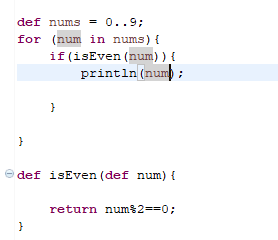 def nums = 0..9;
for (num in nums){
if(isEven(num)){
println(num);
}
}
def isEven(def num){
return num%2==0;
}